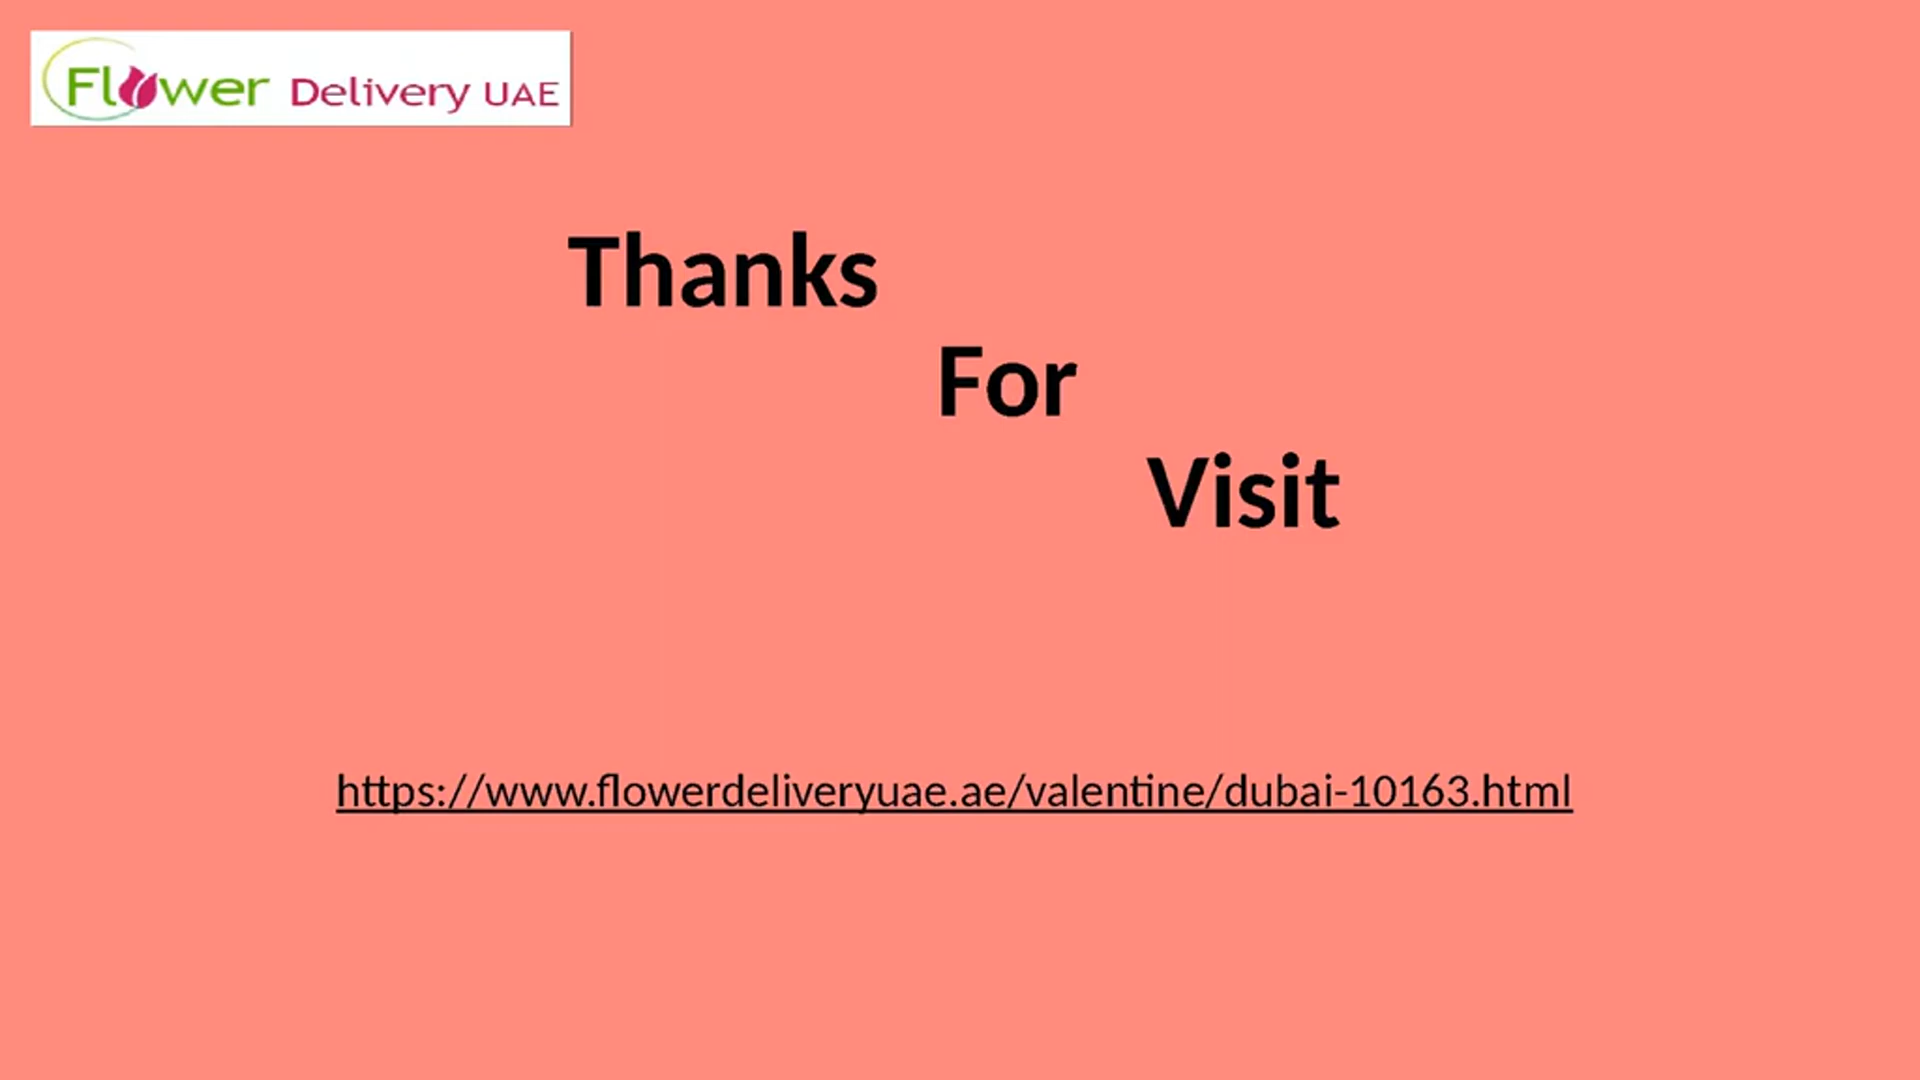 Flower Delivery UAE
Thanks
For
Visit
https://www.flowerdeliveryuae.ae/valentine/dubai-10163.html